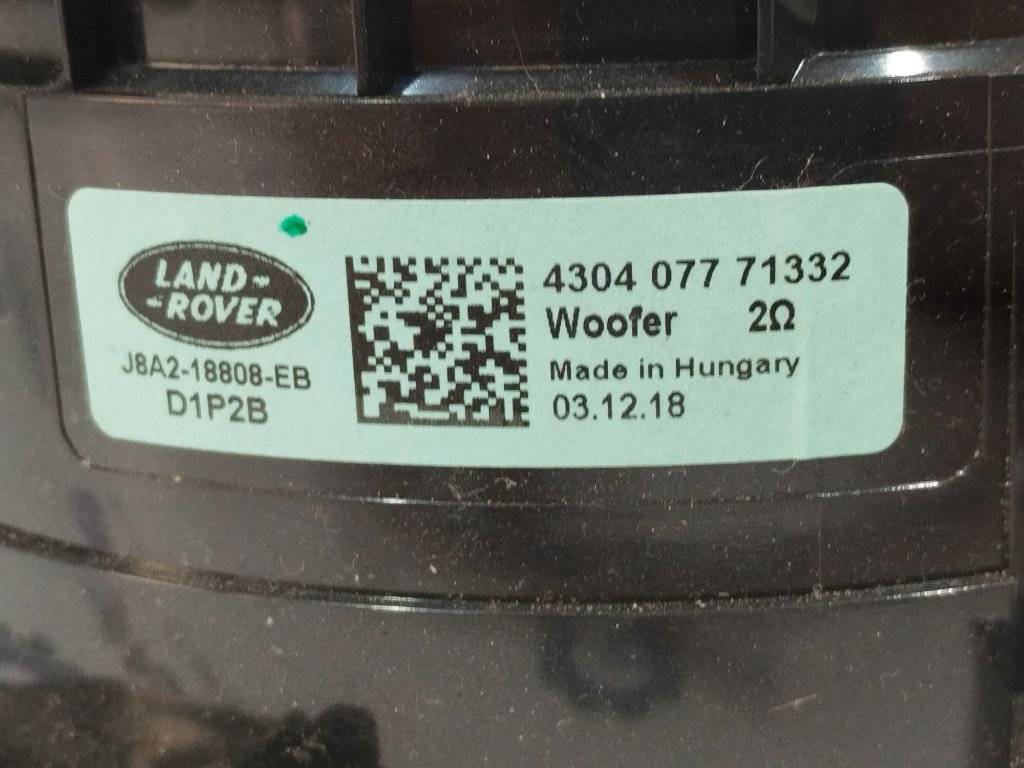 LAND
ROVER
J8A2-18808-EB
D1P2B
4304 077 71332
Woofer 2Ω
Made in Hungary
03.12.18